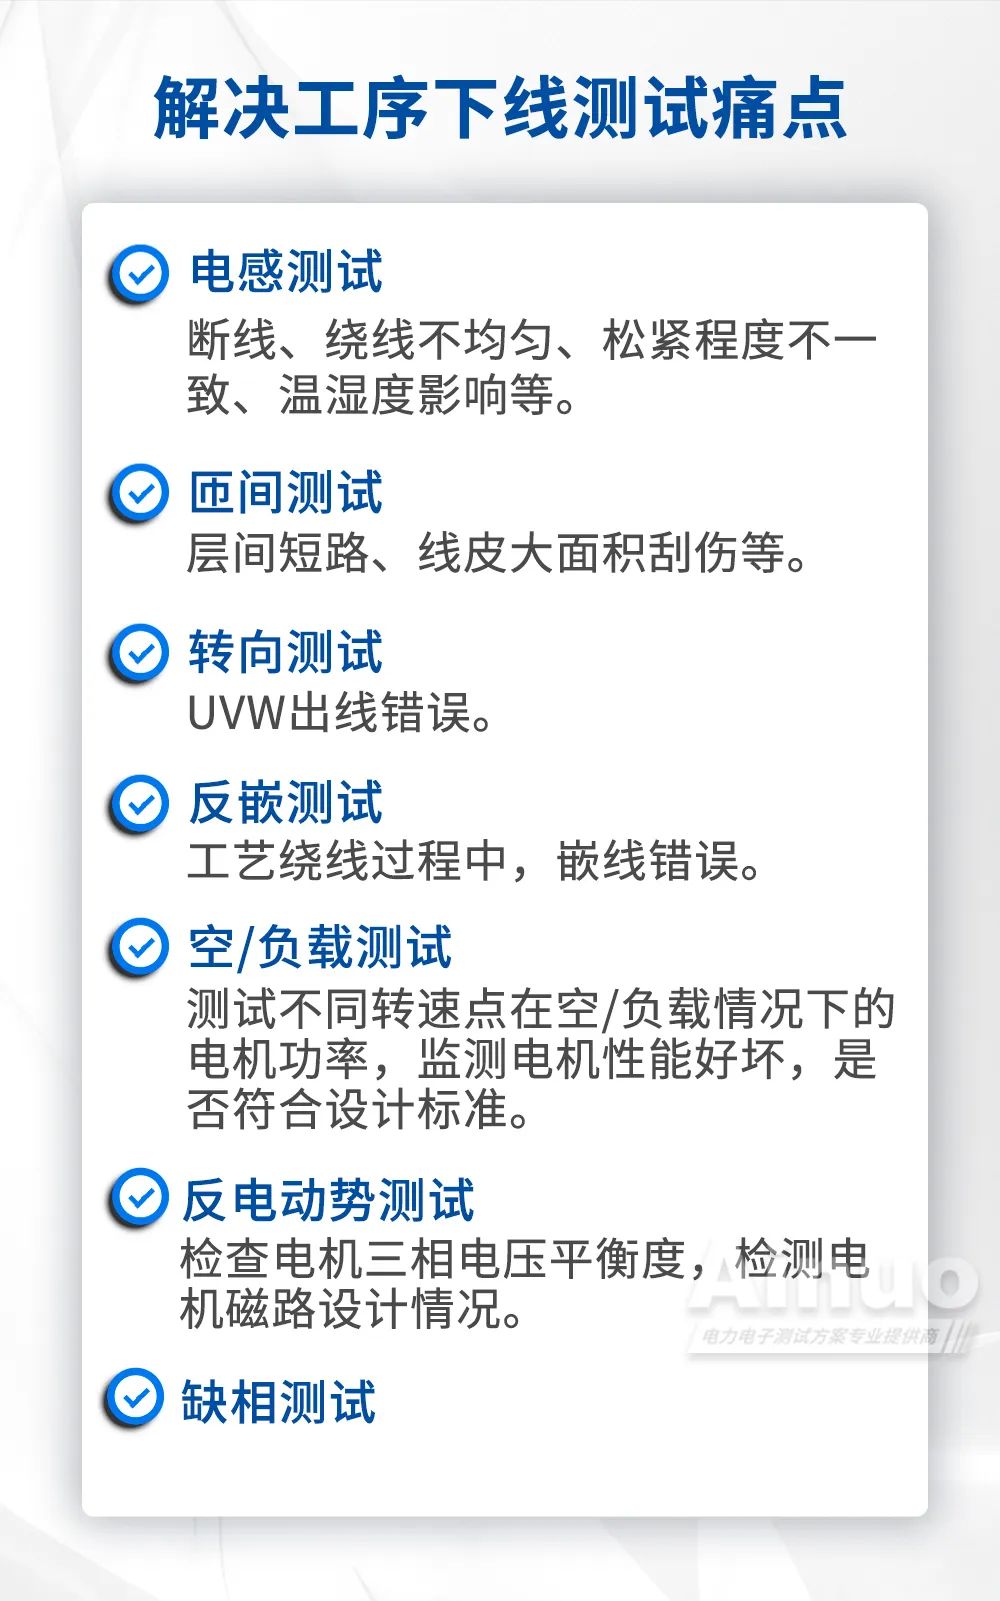 解决工序下线测试痛点
电感测试
断线、绕线不均匀、松紧程度不一
致、温湿度影响等。
匝间测试
层间短路、线皮大面积刮伤等。
转向测试
UVW出线错误。
反嵌测试
工艺绕线过程中，嵌线错误。
空/负载测试
测试不同转速点在空/负载情况下的
电机功率，监测电机性能好坏，是
否符合设计标准。
反电动势测试
检查电机三相电压平衡度，检测电
机磁路设计情况。
Ainuo
电力电子测试方案专业提供商
缺相测试